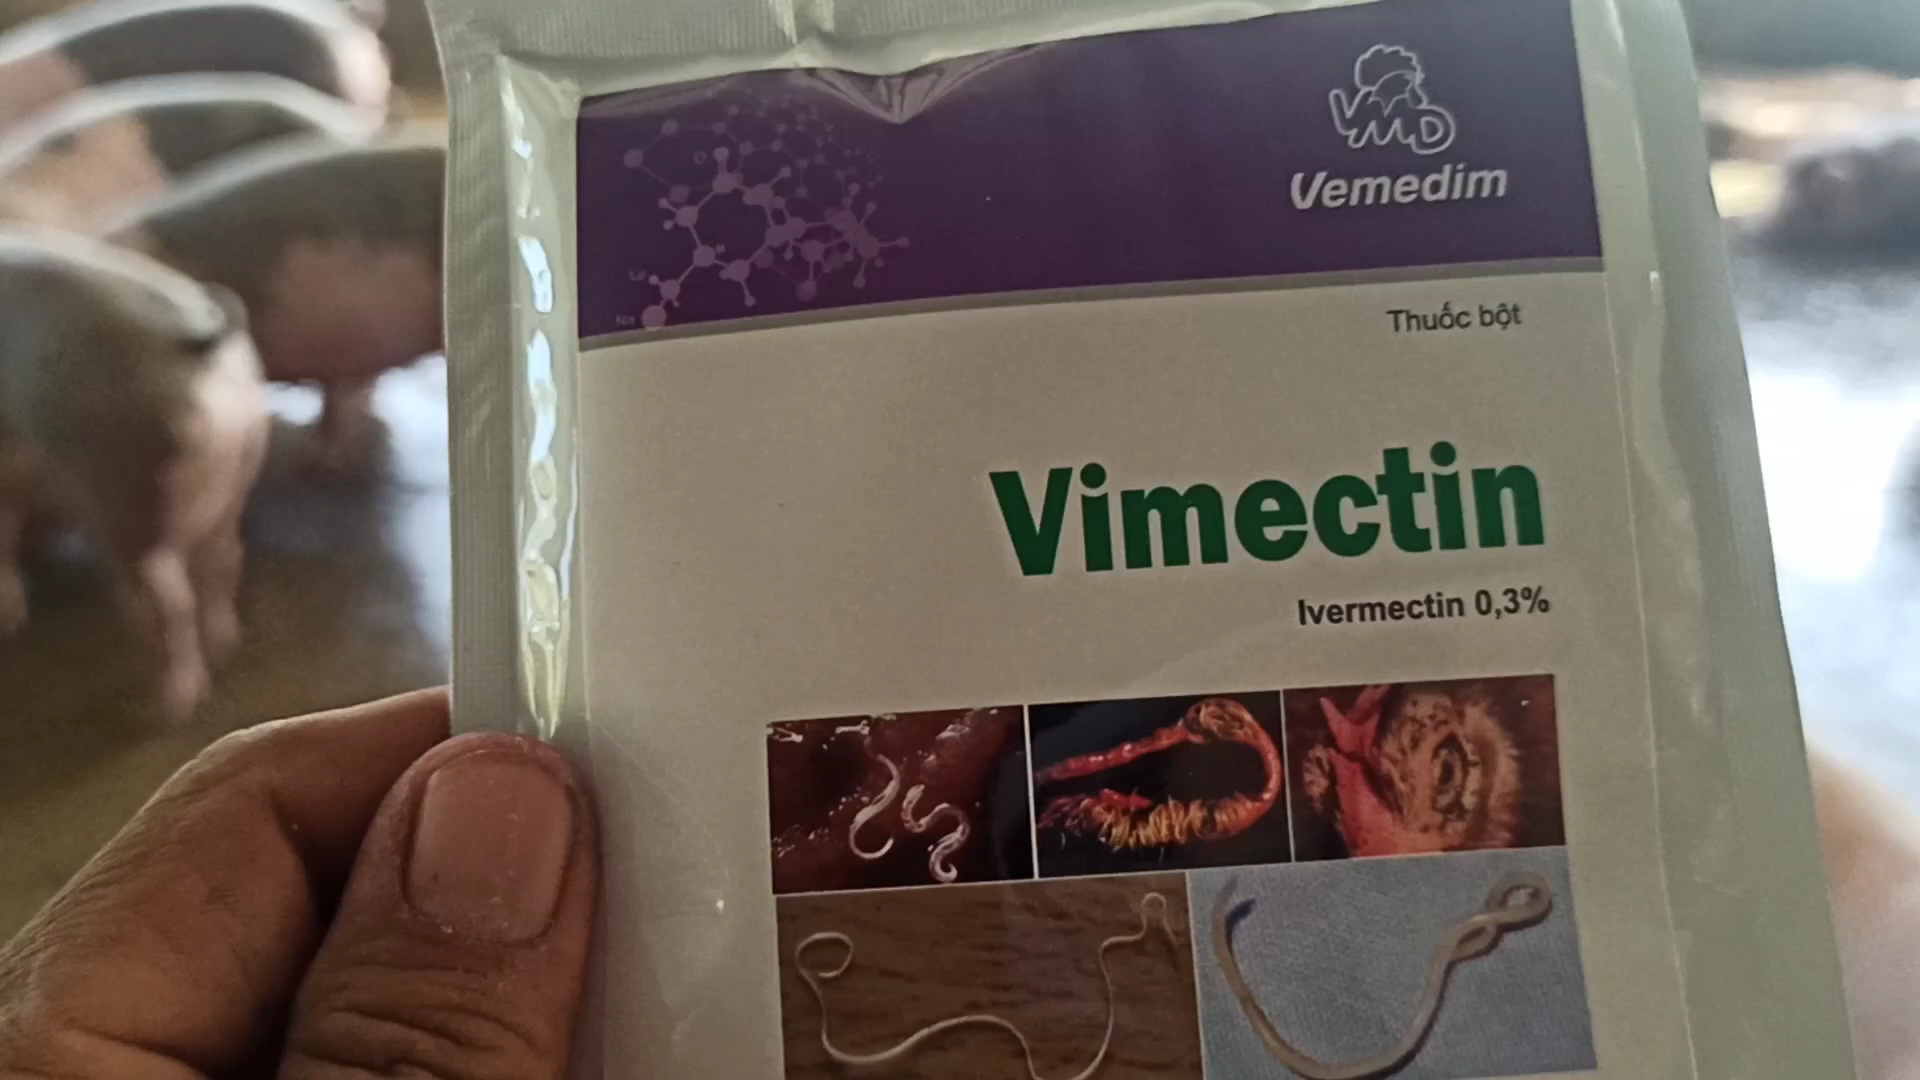 VMD
Vemedim
Thuốc bột
Vimectin
Ivermectin 0,3%